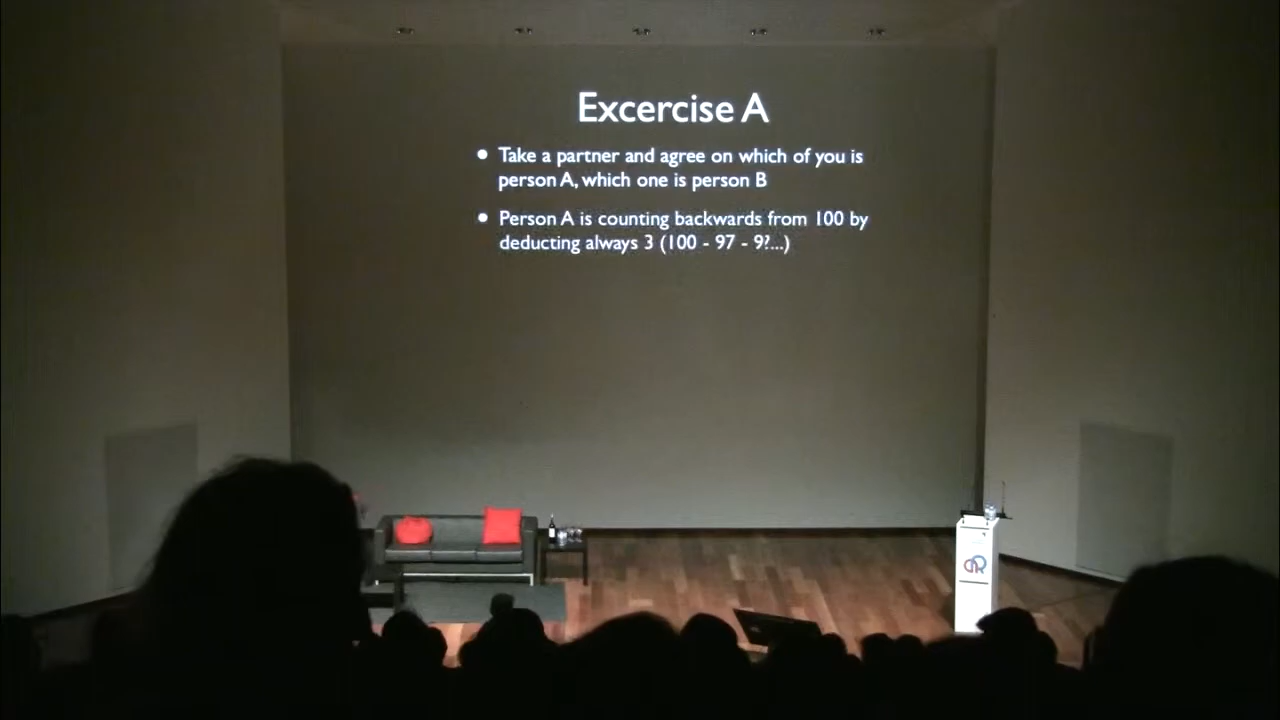 Excercise A
• Take a partner and agree on which of you is
person A, which one is person B
• Person A is counting backwards from 100 by
deducting always 3 (100 - 97 - 9?...)